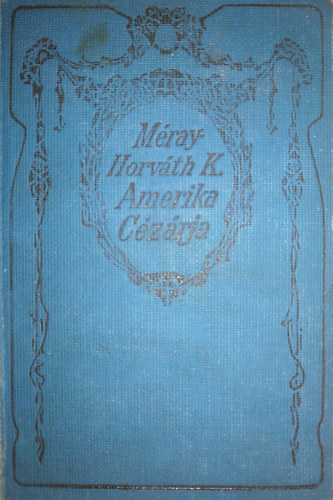 Méray-
Horváth K.
Amerika
Cézárja